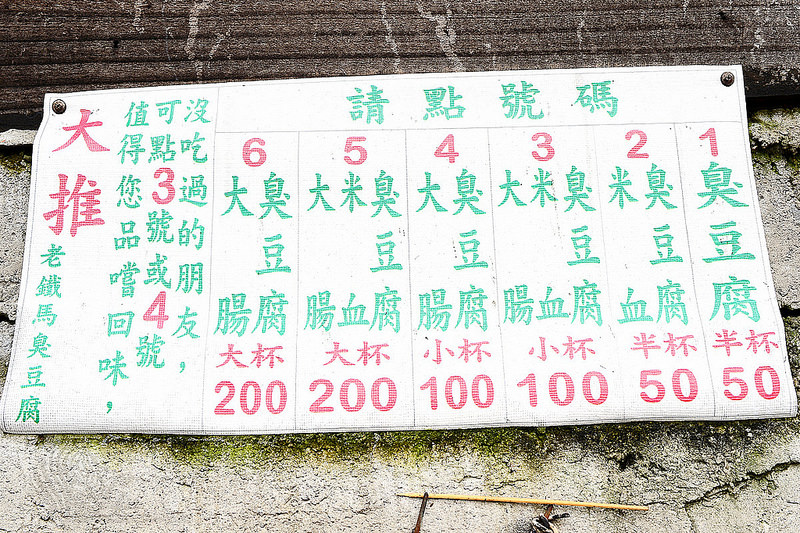 請點號碼
1
臭豆腐
半杯
50
2
臭豆腐
米血
半杯
50
3
臭豆腐
米血
大腸
小杯
100
4
臭豆腐
大腸
小杯
100
5
臭豆腐
米血
大腸
大杯
200
6
臭豆腐
大腸
大杯
200
沒吃過的朋友,
可點3號或4號
值得您品嚐回味,
大推
老鐵馬臭豆腐